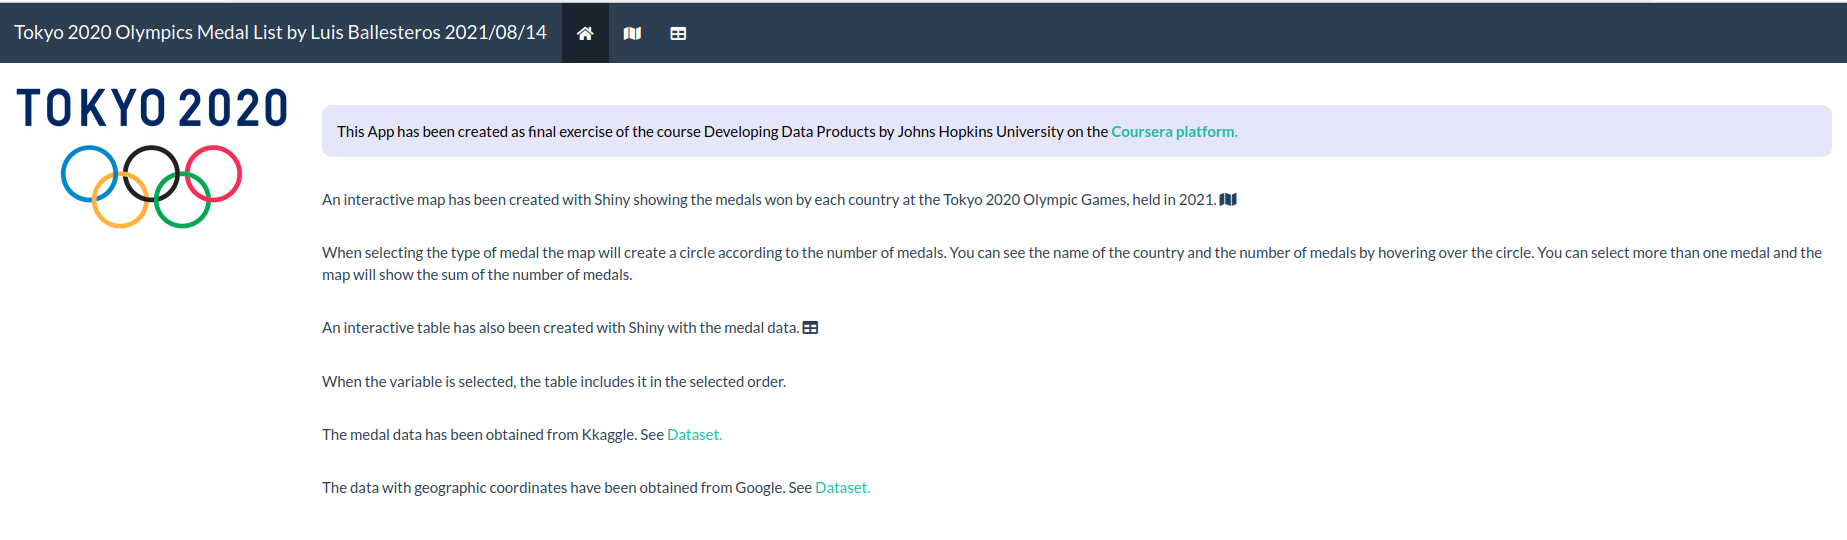 Tokyo 2020 Olympics Medal List by Luis Ballesteros 2021/08/14
TOKYO 2020
This App has been created as final exercise of the course Developing Data Products by Johns Hopkins University on the Coursera platform.
An interactive map has been created with Shiny showing the medals won by each country at the Tokyo 2020 Olympic Games, held in 2021.
When selecting the type of medal the map will create a circle according to the number of medals. You can see the name of the country and the number of medals by hovering over the circle. You can select more than one medal and the
map will show the sum of the number of medals.
An interactive table has also been created with Shiny with the medal data.
When the variable is selected, the table includes it in the selected order.
The medal data has been obtained from Kkaggle. See Dataset.
The data with geographic coordinates have been obtained from Google. See Dataset.